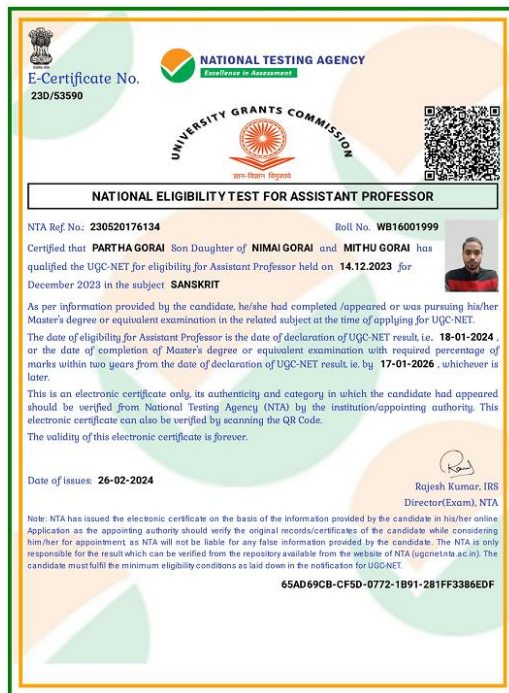 E-Certificate No.
23D/53590
NATIONAL TESTING AGENCY
Excellence in Assessment
UNIVERSITY GRANTS COMMISSION
ज्ञान-विज्ञान विमुक्तये
NATIONAL ELIGIBILITY TEST FOR ASSISTANT PROFESSOR
NTA Ref. No.: 230520176134 Roll No. WB16001999
Certified that PARTHA GORAI Son Daughter of NIMAI GORAI and MITHU GORAI has
qualified the UGC-NET for eligibility for Assistant Professor held on 14.12.2023 for
December 2023 in the subject SANSKRIT
As per information provided by the candidate, he/she had completed /appeared or was pursuing his/her
Master's degree or equivalent examination in the related subject at the time of applying for UGC-NET.
The date of eligibility for Assistant Professor is the date of declaration of UGC-NET result, i.e. 18-01-2024 ,
or the date of completion of Master's degree or equivalent examination with required percentage of
marks within two years from the date of declaration of UGC-NET result, ie. by 17-01-2026 , whichever is
later.
This is an electronic certificate only, its authenticity and category in which the candidate had appeared
should be verified from National Testing Agency (NTA) by the institution/appointing authority. This
electronic certificate can also be verified by scanning the QR Code.
The validity of this electronic certificate is forever.
Date of issues: 26-02-2024
Rajesh Kumar, IRS
Director(Exam), NTA
Note: NTA has issued the electronic certificate on the basis of the information provided by the candidate in his/her online
Application as the appointing authority should verify the original records/certificates of the candidate while considering
him/her for appointment, as NTA will not be liable for any false information provided by the candidate. The NTA is only
responsible for the result which can be verified from the repository available from the website of NTA (ugcnet.nta.ac.in). The
candidate must fulfil the minimum eligibility conditions as laid down in the notification for UGC-NET.
65AD69CB-CF5D-0772-1B91-281FF3386EDF